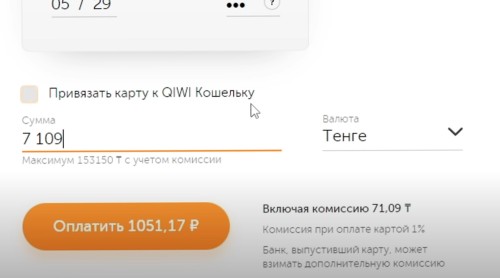 05 / 29 ••• ?
Привязать карту к QIWI Кошельку
Сумма
7 109
Максимум 153150 ₸ с учетом комиссии
Валюта
Тенге
Оплатить 1051,17 ₽
Включая комиссию 71,09 ₸
Комиссия при оплате картой 1%
Банк, выпустивший карту, может
взимать дополнительную комиссию